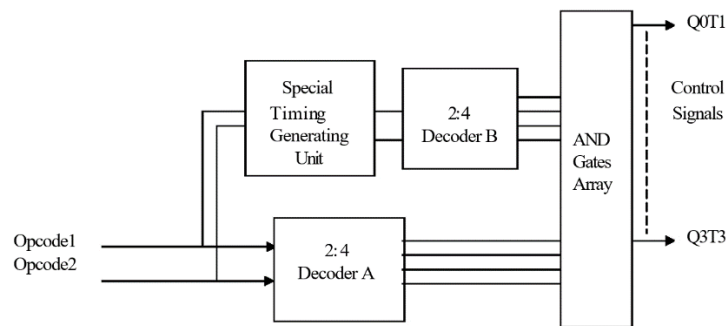 Q0T1
Special
Timing
Generating
Unit
2:4
Decoder B
Control
Signals
AND
Gates
Array
Opcode1
Opcode2
2:4
Decoder A
Q3T3